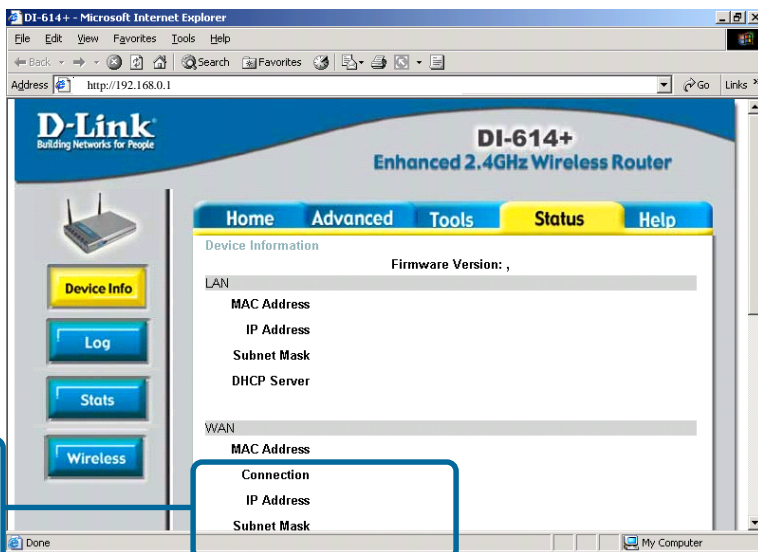 DI-614+ - Microsoft Internet Explorer
File Edit View Favorites Tools Help
Back Search Favorites
Address http://192.168.0.1 Go Links »
D-Link
Building Networks for People
DI-614+
Enhanced 2.4GHz Wireless Router
Home Advanced Tools Status Help
Device Info
Log
Stats
Wireless
Device Information
Firmware Version: ,
LAN
MAC Address
IP Address
Subnet Mask
DHCP Server
WAN
MAC Address
Connection
IP Address
Subnet Mask
Done My Computer